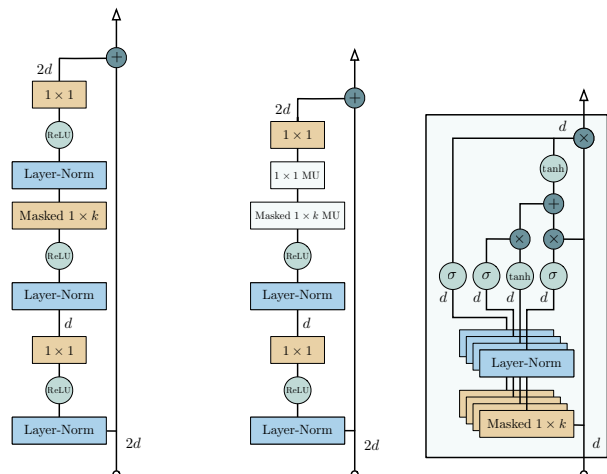 2d
1 × 1
ReLU
Layer-Norm
Masked 1 × k
ReLU
Layer-Norm
d
1 × 1
ReLU
Layer-Norm
2d
+
2d
1 × 1
1 × 1 MU
Masked 1 × k MU
ReLU
Layer-Norm
d
1 × 1
ReLU
Layer-Norm
2d
+
d
×
tanh
+
× ×
σ σ tanh σ
d d d d
Layer-Norm
Masked 1 × k
d
+